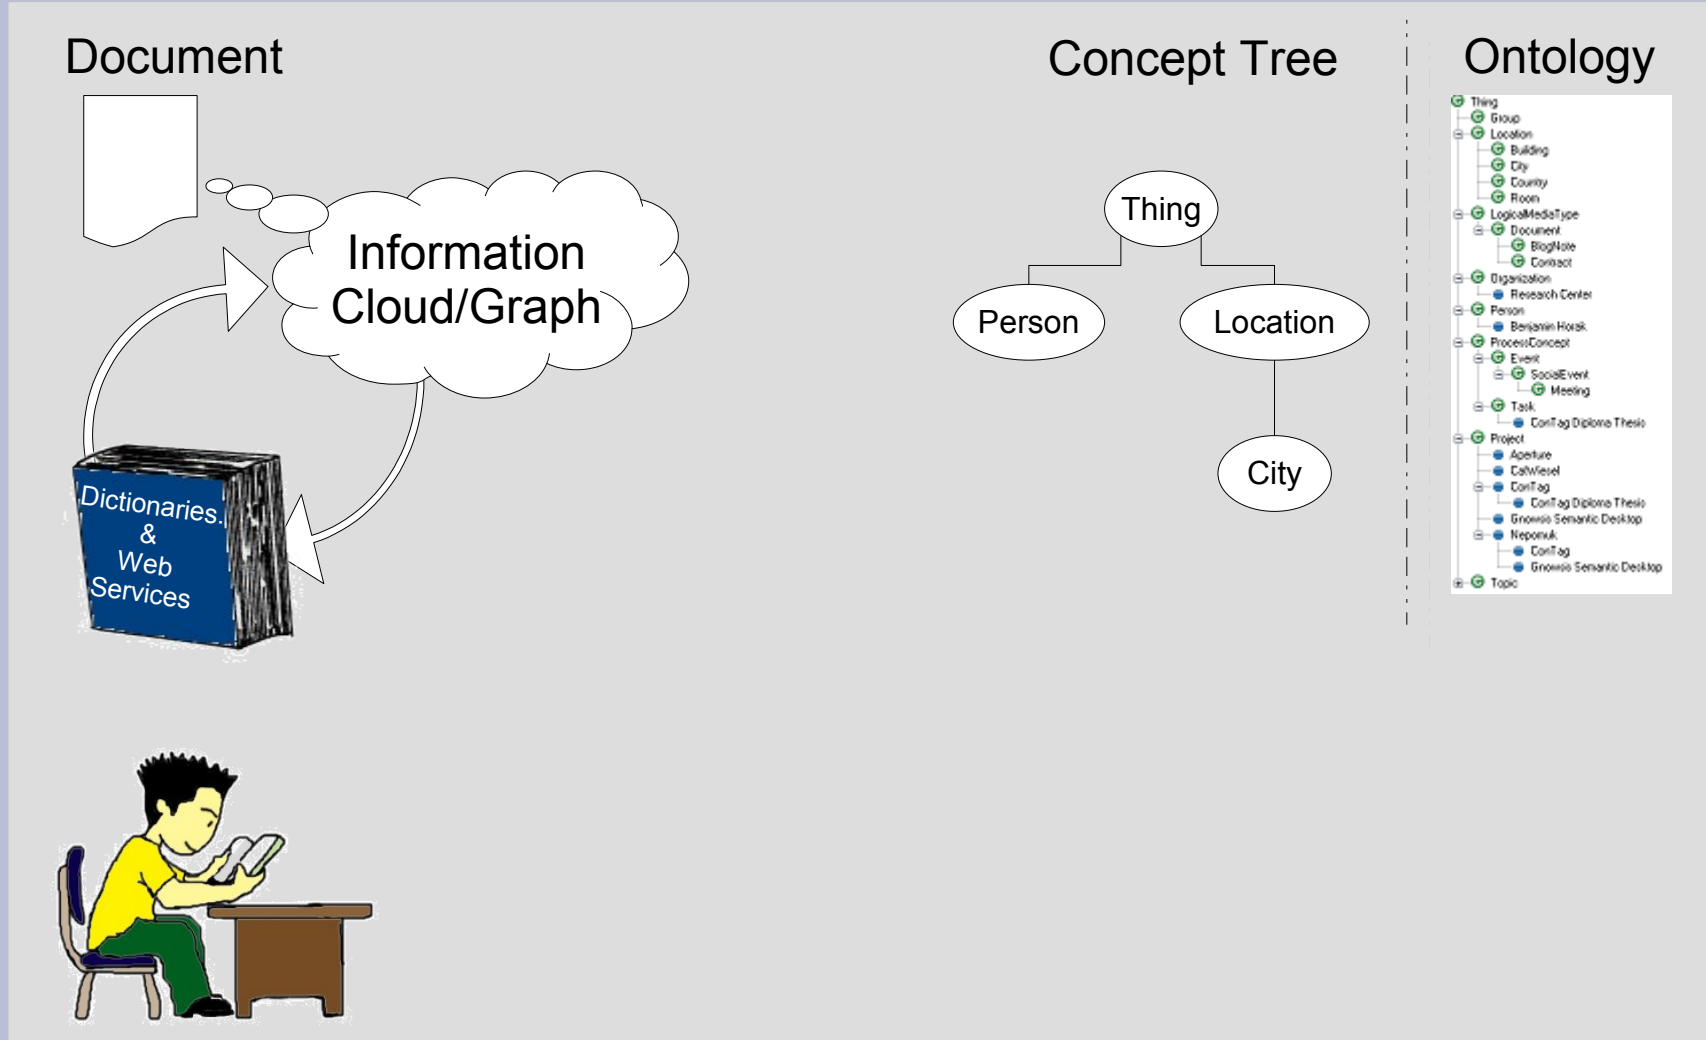 Document
Information
Cloud/Graph
Dictionaries.
&
Web
Services
Concept Tree
Thing
Person
Location
City
Ontology
Thing
Group
Location
Building
City
Country
Room
LogicalMediaType
Document
BlogNote
Contract
Organization
Research Center
Person
Benjamin Horak
ProcessConcept
Event
SocialEvent
Meeting
Task
ConTag Diploma Thesis
Project
Aperture
CatWiesel
ConTag
ConTag Diploma Thesis
Gnowsis Semantic Desktop
Nepomuk
ConTag
Gnowsis Semantic Desktop
Topic